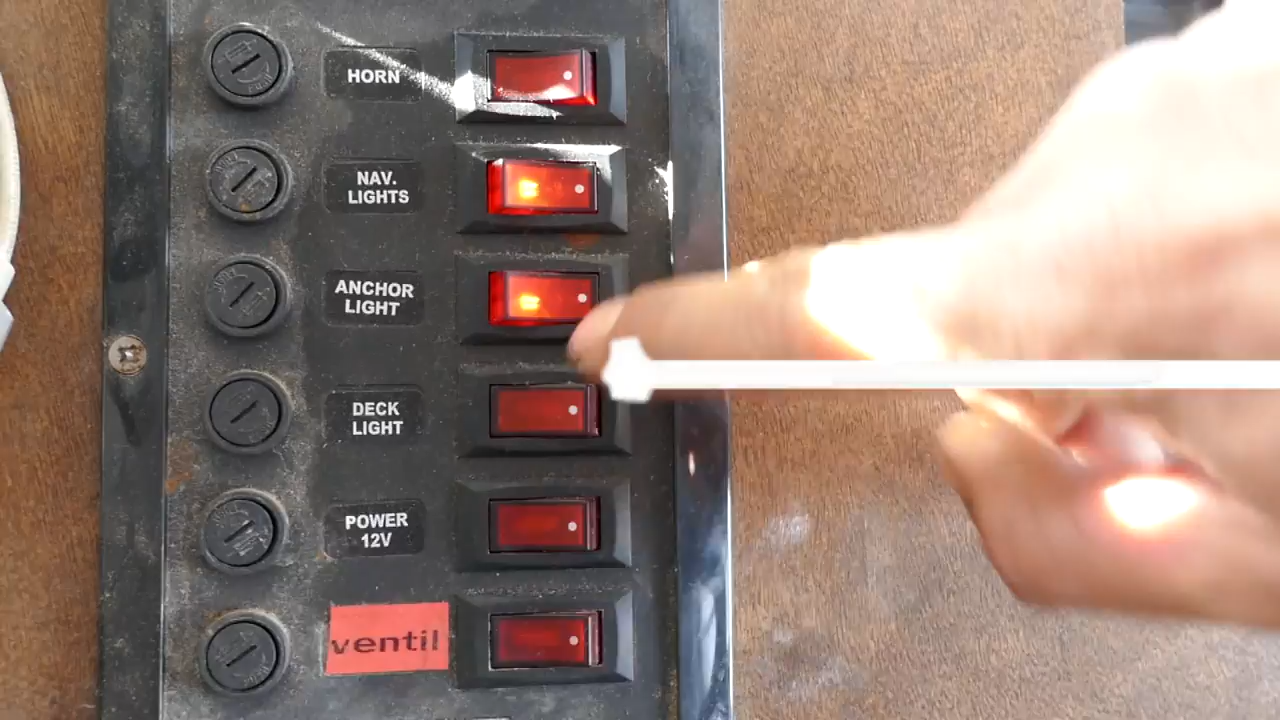 HORN
NAV.
LIGHTS
ANCHOR
LIGHT
DECK
LIGHT
POWER
12V
ventil